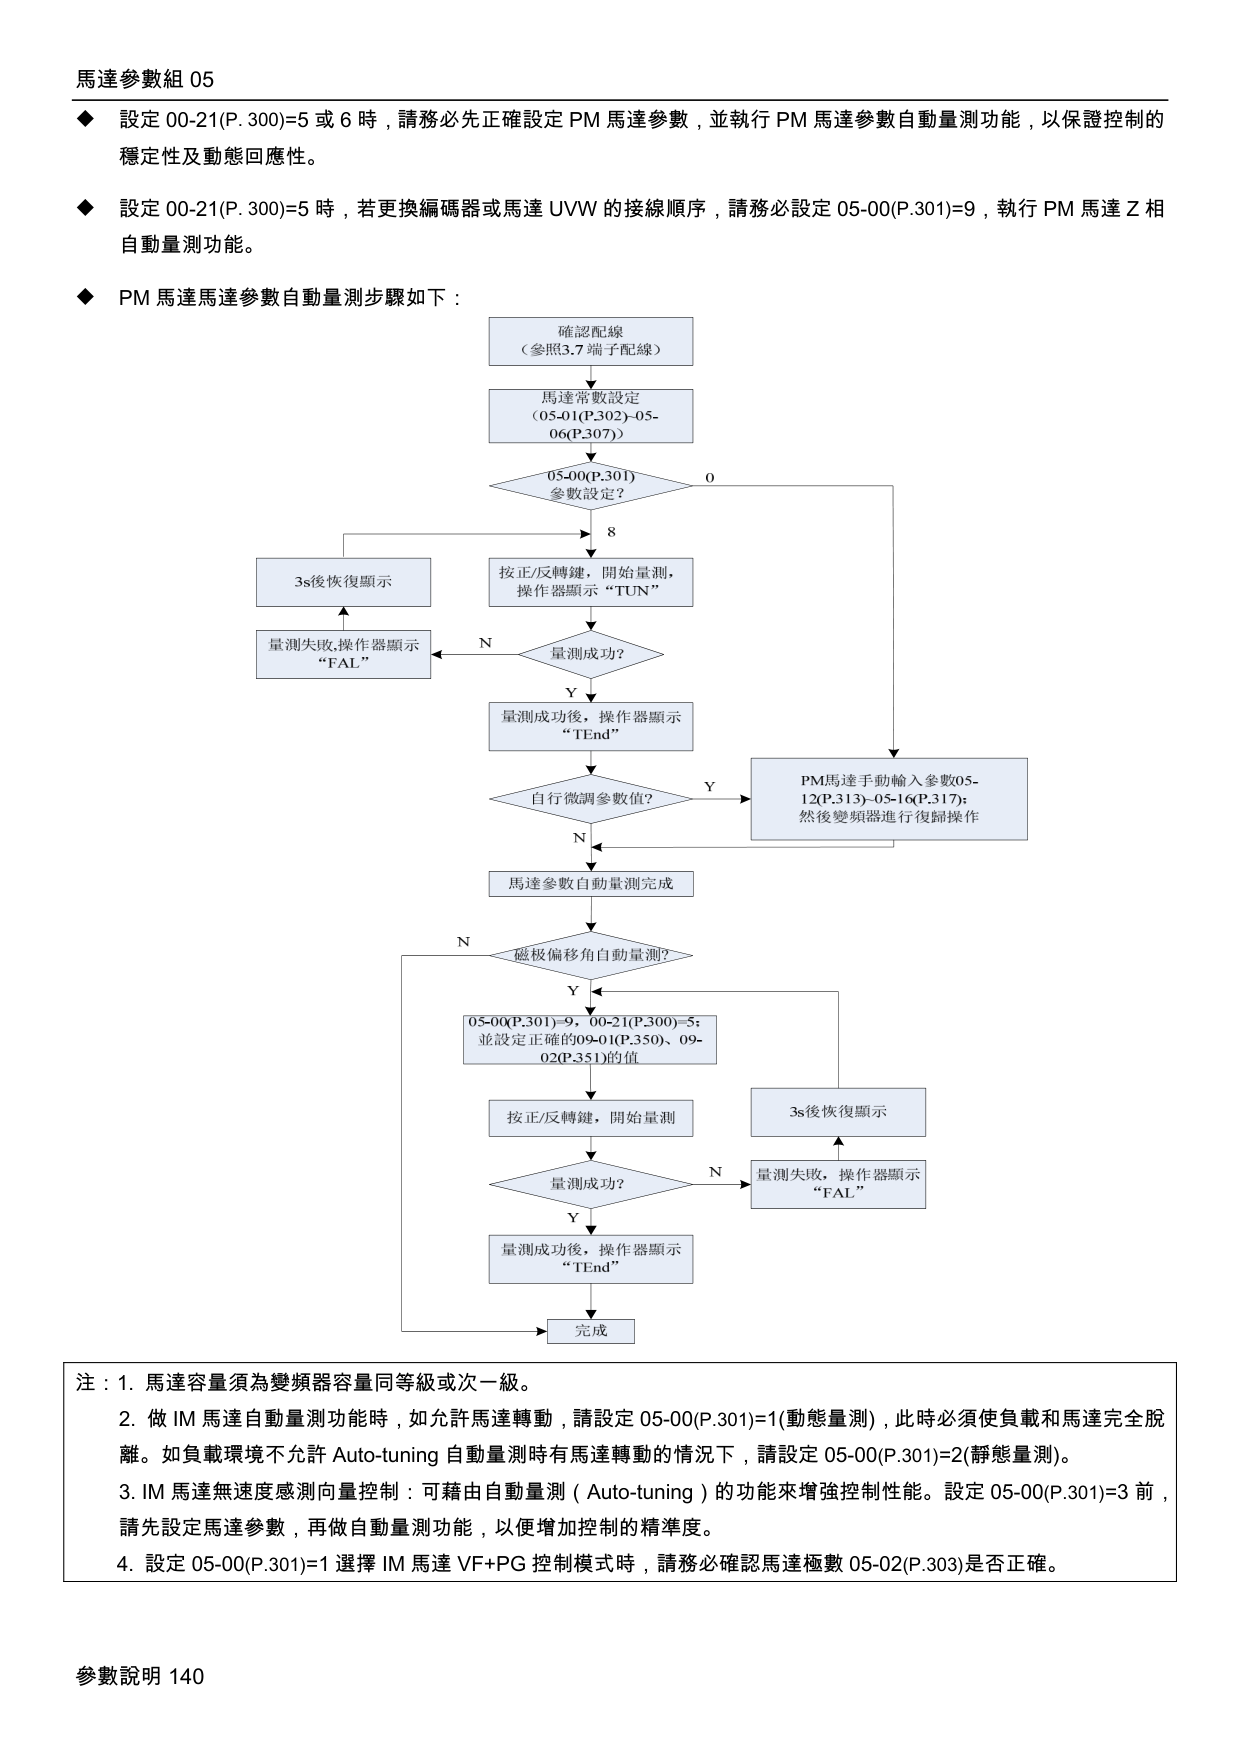 馬達參數組 05
◆ 設定 00-21(P. 300)=5 或 6 時，請務必先正確設定 PM 馬達參數，並執行 PM 馬達參數自動量測功能，以保證控制的
穩定性及動態回應性。
◆ 設定 00-21(P. 300)=5 時，若更換編碼器或馬達 UVW 的接線順序，請務必設定 05-00(P.301)=9，執行 PM 馬達 Z 相
自動量測功能。
◆ PM 馬達馬達參數自動量測步驟如下：
確認配線
（參照3.7 端子配線）
馬達常數設定
（05-01(P.302)~05-
06(P.307)）
05-00(P.301)
參數設定?
0
8
3s後恢復顯示
按正/反轉鍵，開始量測，
操作器顯示“TUN”
量測失敗,操作器顯示
“FAL”
N
量測成功?
Y
量測成功後，操作器顯示
“TEnd”
自行微調參數值?
Y
PM馬達手動輸入參數05-
12(P.313)~05-16(P.317);
然後變頻器進行復歸操作
N
馬達參數自動量測完成
N
磁极偏移角自動量測?
Y
05-00(P.301)=9，00-21(P.300)=5;
並設定正確的09-01(P.350)、09-
02(P.351)的值
按正/反轉鍵，開始量測
3s後恢復顯示
量測成功?
N
量測失敗，操作器顯示
“FAL”
Y
量測成功後，操作器顯示
“TEnd”
完成
注：1. 馬達容量須為變頻器容量同等級或次一級。
2. 做 IM 馬達自動量測功能時，如允許馬達轉動，請設定 05-00(P.301)=1(動態量測)，此時必須使負載和馬達完全脫
離。如負載環境不允許 Auto-tuning 自動量測時有馬達轉動的情況下，請設定 05-00(P.301)=2(靜態量測)。
3. IM 馬達無速度感測向量控制：可藉由自動量測（Auto-tuning）的功能來增強控制性能。設定 05-00(P.301)=3 前，
請先設定馬達參數，再做自動量測功能，以便增加控制的精準度。
4. 設定 05-00(P.301)=1 選擇 IM 馬達 VF+PG 控制模式時，請務必確認馬達極數 05-02(P.303)是否正確。
參數說明 140